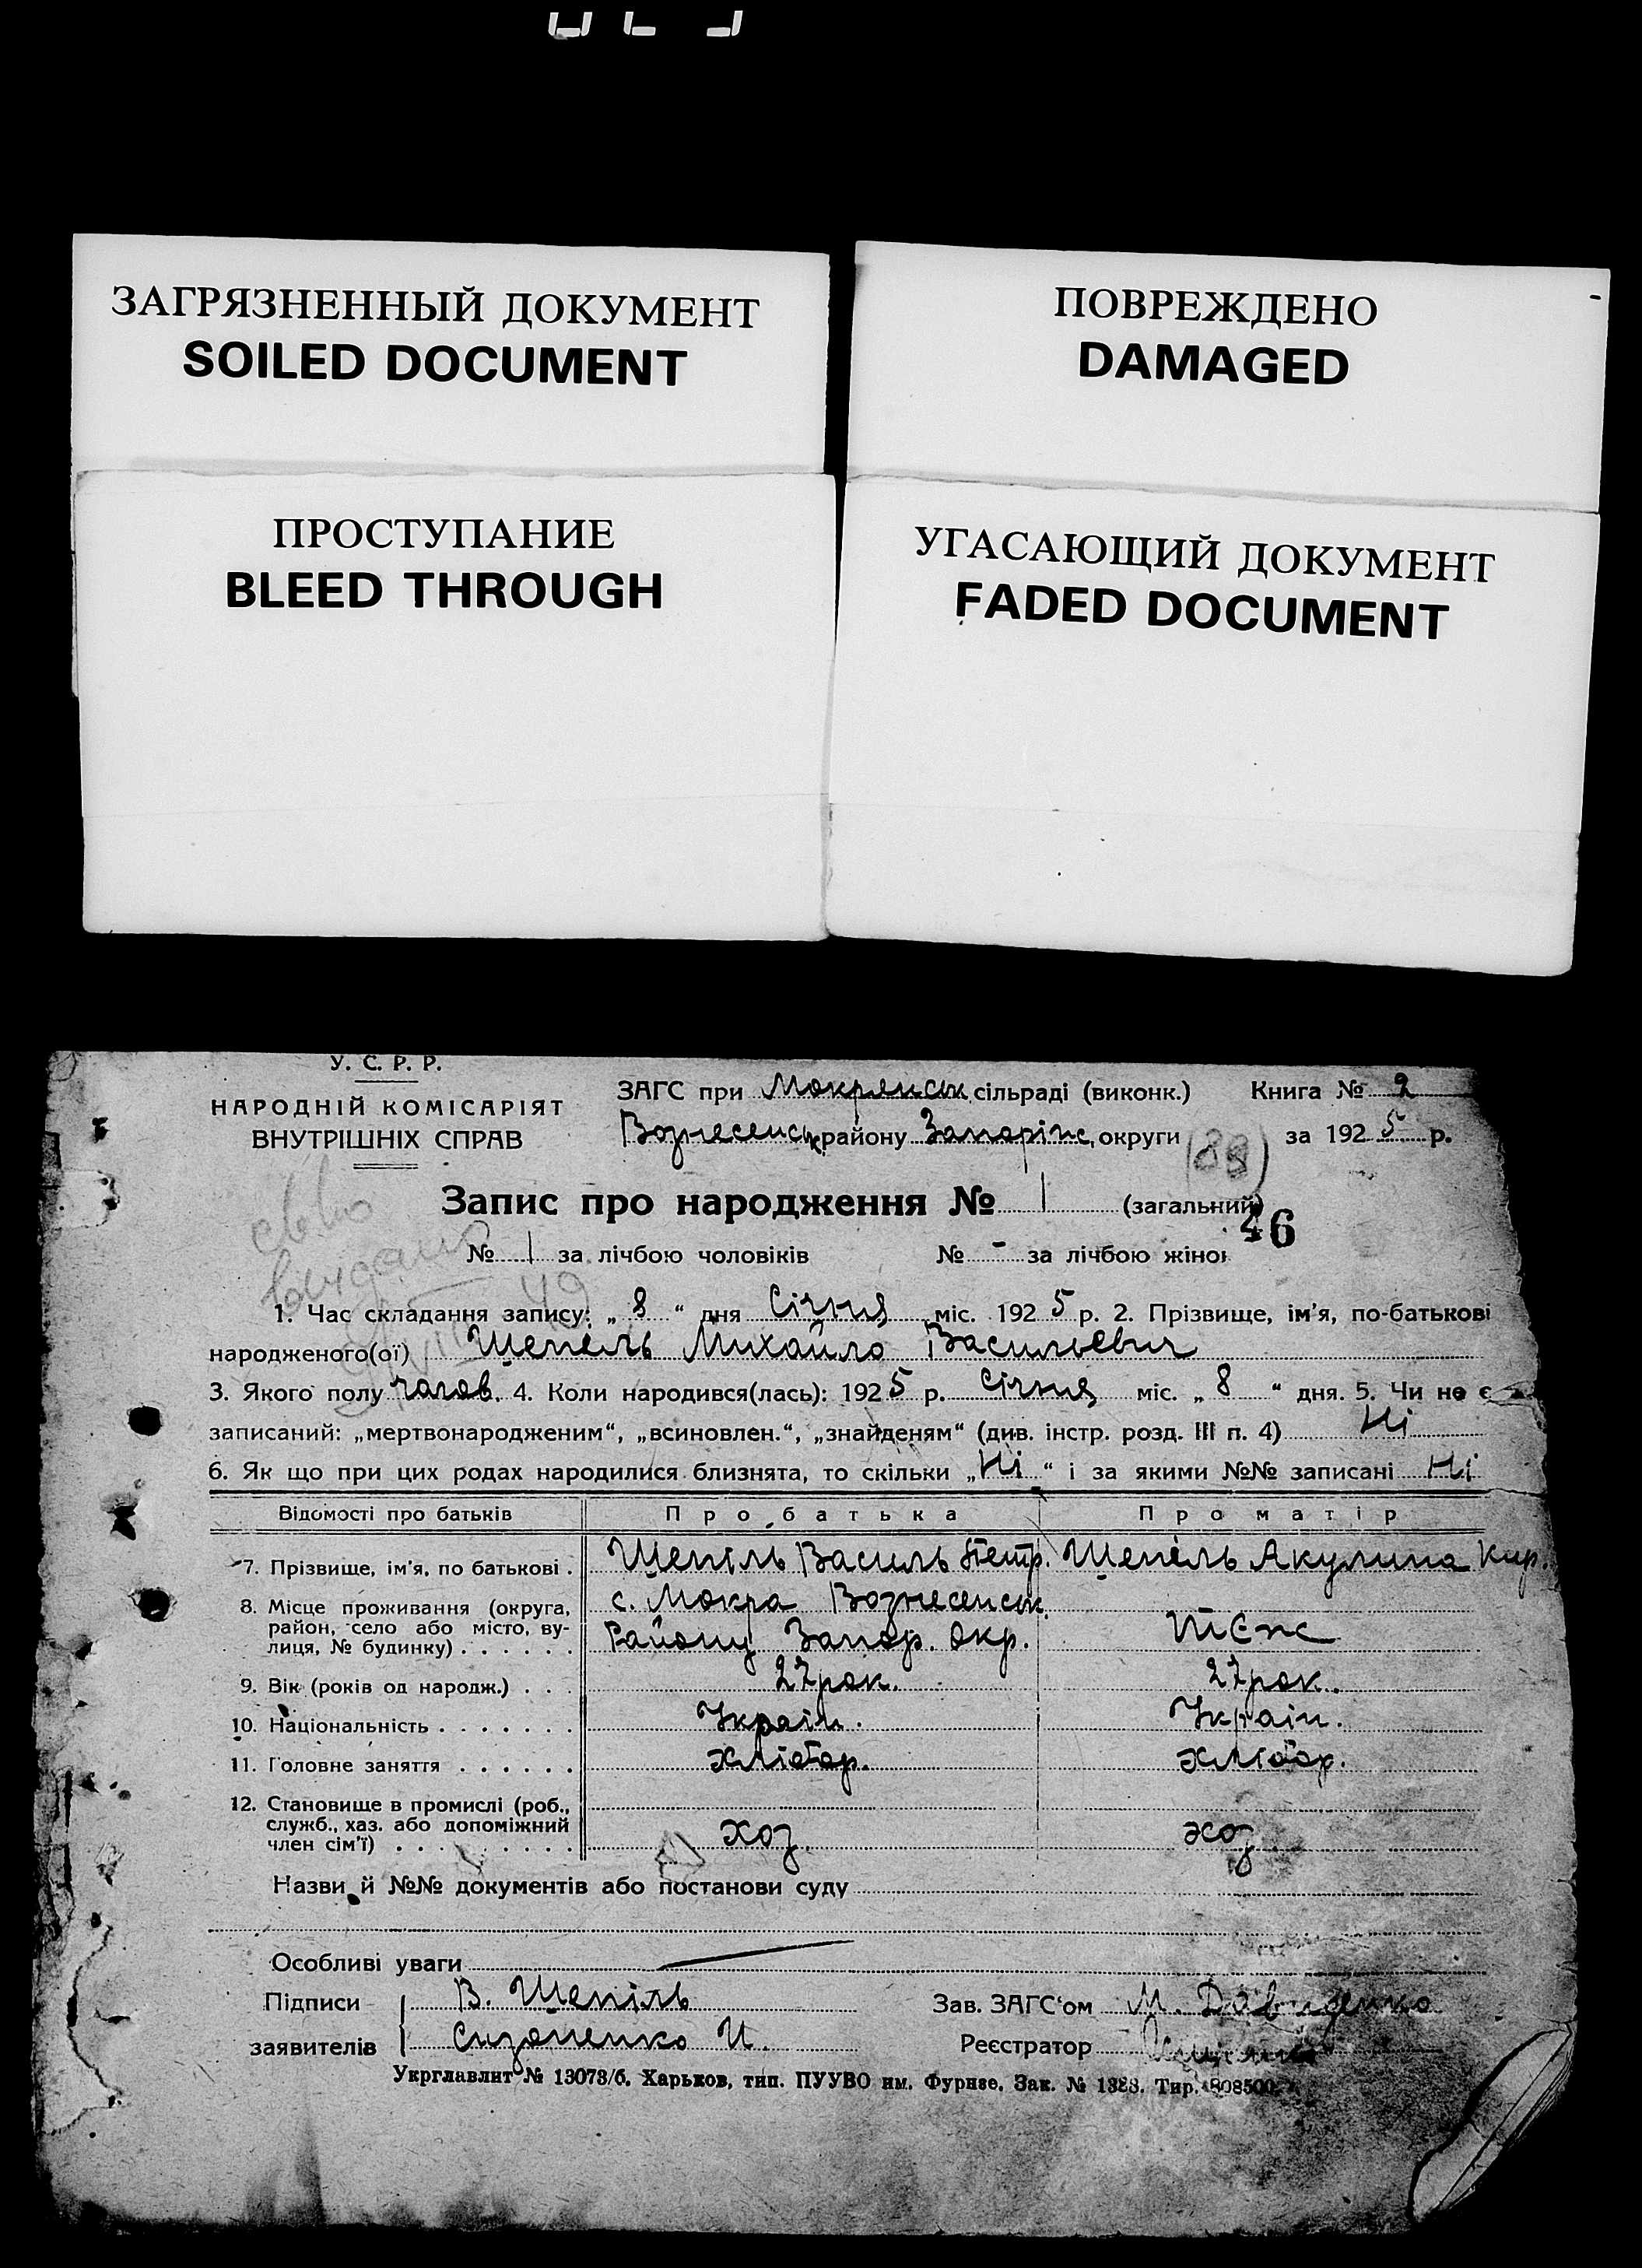 ЗАГРЯЗНЕННЫЙ ДОКУМЕНТ
SOILED DOCUMENT
ПОВРЕЖДЕНО
DAMAGED
ПРОСТУПАНИЕ
BLEED THROUGH
УГАСАЮЩИЙ ДОКУМЕНТ
FADED DOCUMENT
У. С. Р. Р.
НАРОДНІЙ КОМІСАРІЯТ
ВНУТРІШНІХ СПРАВ
ЗАГС при Мокрянськ сільраді (виконк.) Книга № 2
Вознесенськ району Запоріж. округи (88) за 1925 р.
Запис про народження № 1 (загальний)
46
№ 1 за лічбою чоловіків № - за лічбою жінок
1. Час складання запису: „8“ дня Січня міс. 1925 р. 2. Прізвище, ім'я, по-батькові
народженого(ої) Шепель Михайло Васильевич
3. Якого полу чолов. 4. Коли народився(лась): 1925 р. Січня міс. „8“ дня. 5. Чи не є
записаний: „мертвонародженим“, „всиновлен.“, „знайденям“ (див. інстр. розд. III п. 4) Ні
6. Як що при цих родах народилися близнята, то скільки „Ні“ і за якими №№ записані Ні
Відомості про батьків Про батька Про матір
7. Прізвище, ім'я, по батькові . Шепіль Василь Петр. Шепель Акулина Кир.
8. Місце проживання (округа, район, село або місто, вулиця, № будинку) . . . . . . с. Мокра Вознесенськ
Району Запор. Окр. Теж
9. Вік (років од народж.) . . . 27 рок. 27 рок.
10. Національність . . . . . . . Україн. Україн.
11. Головне заняття . . . . . . хлібор. хлібор.
12. Становище в промислі (роб., служб., хаз. або допоміжний член сім'ї) . . . . . . . . . хоз хоз
Назви й №№ документів або постанови суду
Особливі уваги
Підписи
заявителів
В. Шепіль
Сизоненко И.
Зав. ЗАГС'ом М. Давиденко
Реєстратор
Укрглавлит № 13073/б. Харьков, тип. ПУУВО им. Фрунзе. Зак. № 1383. Тир. 808500.